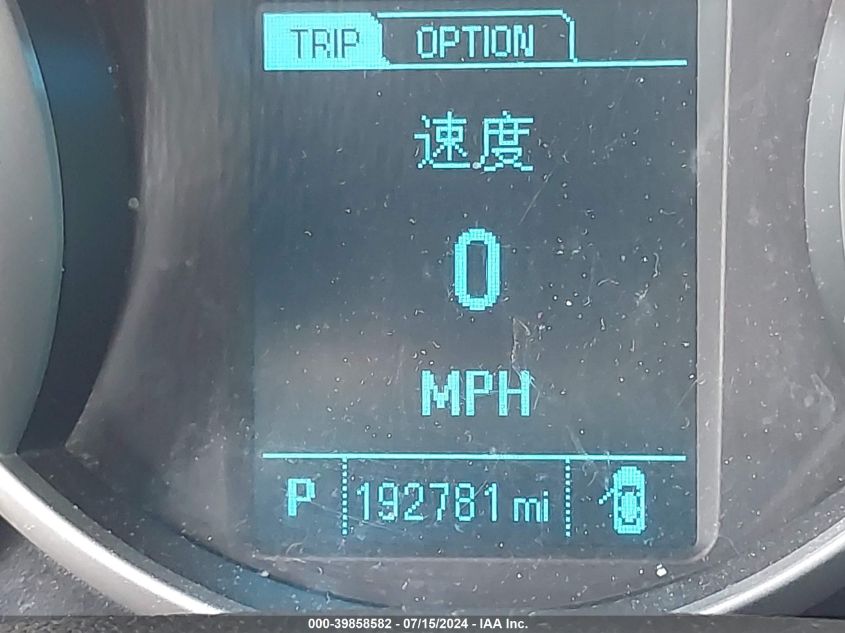 TRIP OPTION
速度
0
MPH
P 192781 mi
000-39858582 - 07/15/2024 - IAA Inc.